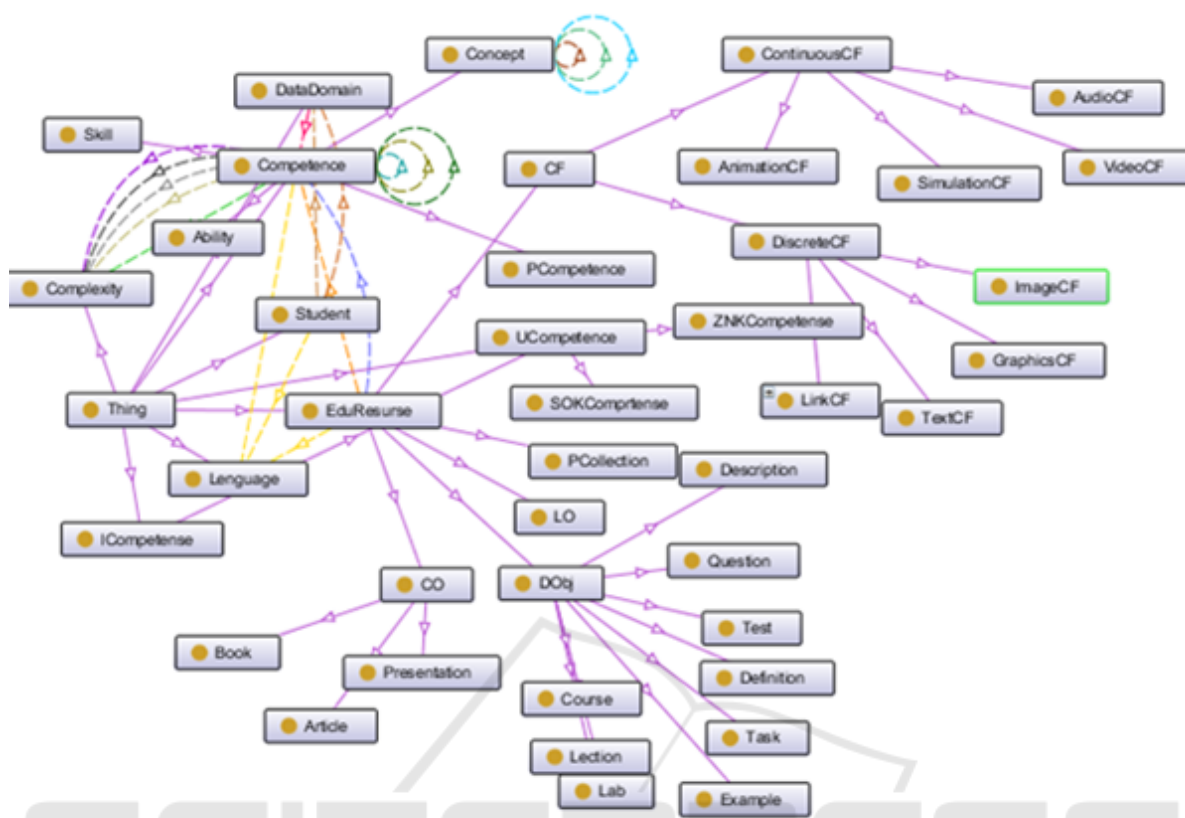 Concept
ContinuousCF
DataDomain
AudioCF
Skill
Competence
CF
AnimationCF
VideoCF
SimulationCF
Ability
DiscreteCF
PCompetence
Complexity
ImageCF
Student
ZNKCompetense
UCompetence
GraphicsCF
LinkCF
Thing
EduResurse
SOKComprtense
TextCF
PCollection
Description
Lenguage
LO
ICompetense
Question
CO
DObj
Test
Book
Presentation
Definition
Course
Article
Task
Lection
Lab
Example